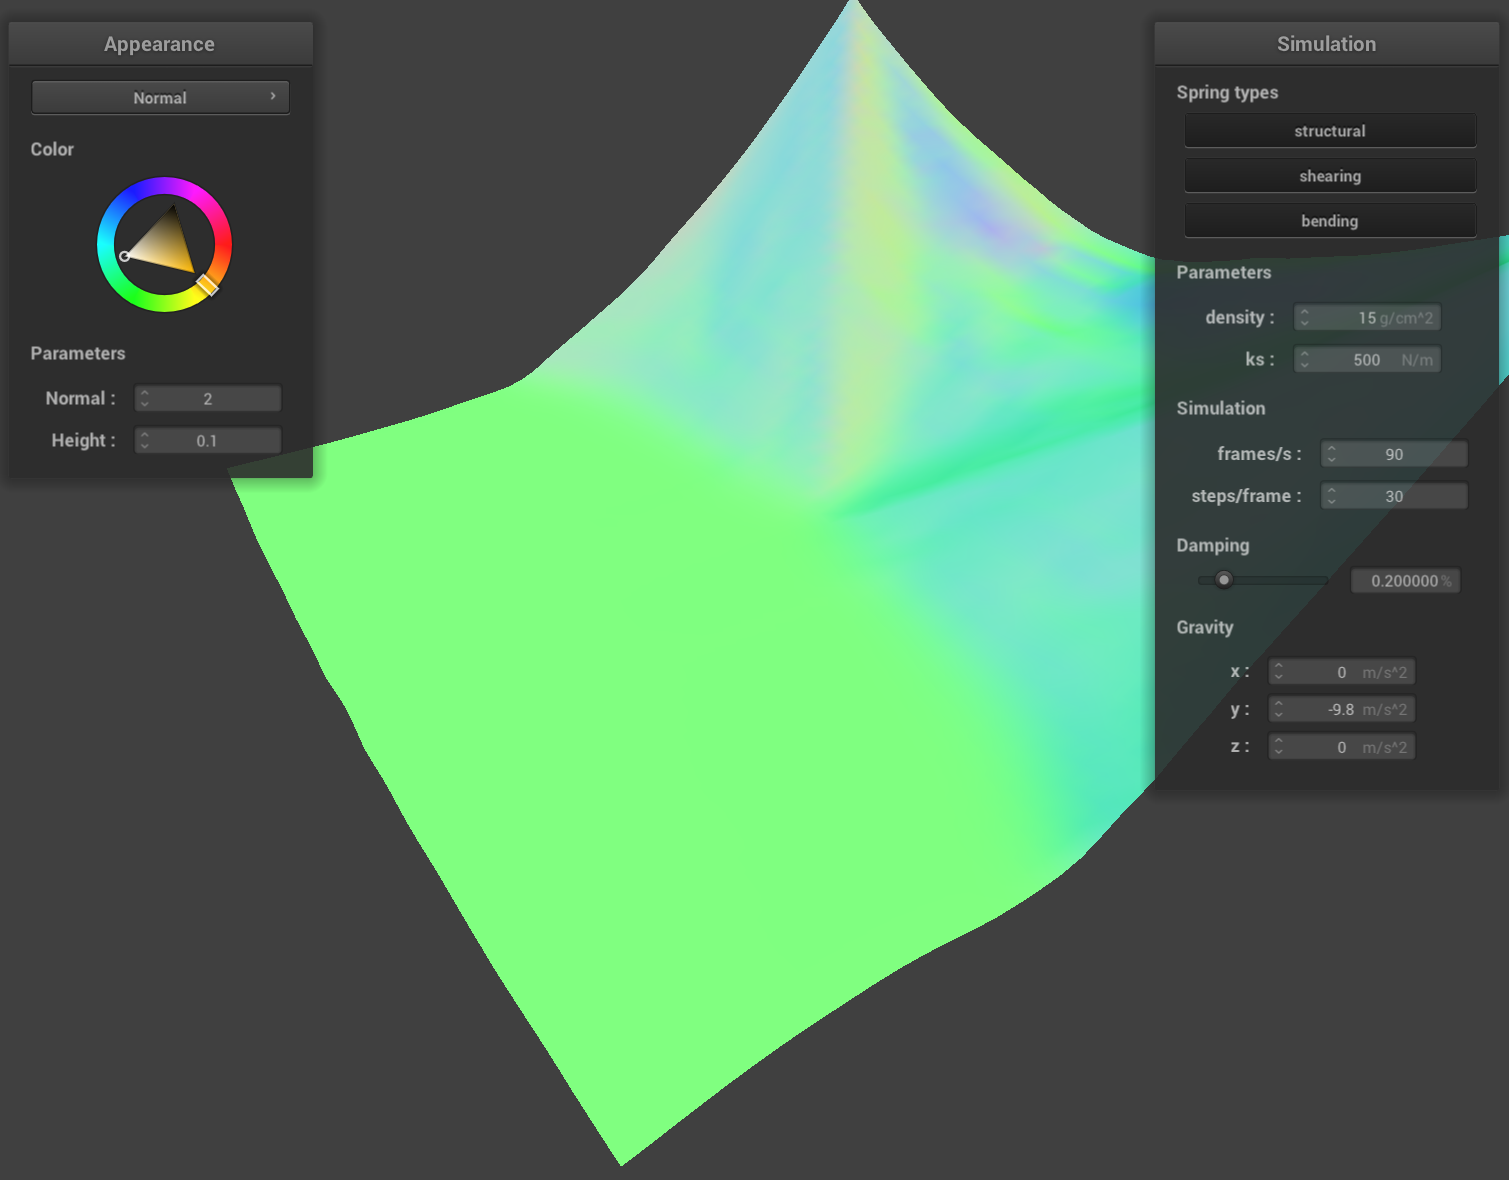 Appearance
Normal
Color
Parameters
Normal : 2
Height : 0.1
Simulation
Spring types
structural
shearing
bending
Parameters
density : 15 g/cm^2
ks : 500 N/m
Simulation
frames/s : 90
steps/frame : 30
Damping
0.200000 %
Gravity
x : 0 m/s^2
y : -9.8 m/s^2
z : 0 m/s^2